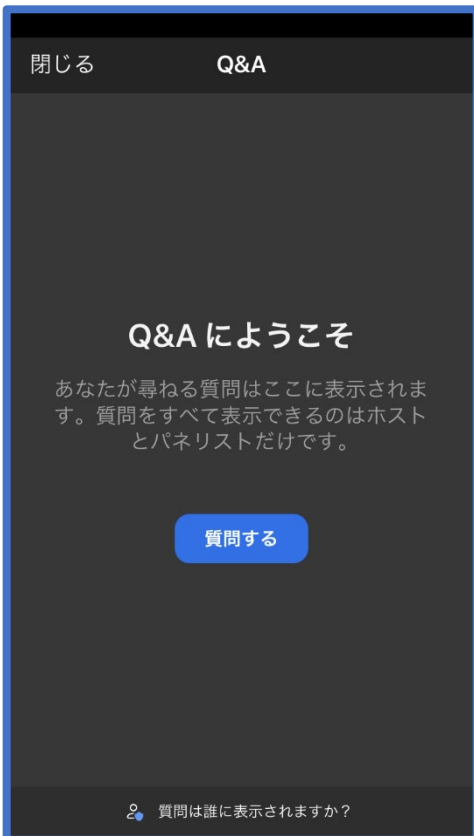 閉じる
Q&A
Q&A にようこそ
あなたが尋ねる質問はここに表示されま
す。質問をすべて表示できるのはホスト
とパネリストだけです。
質問する
質問は誰に表示されますか？